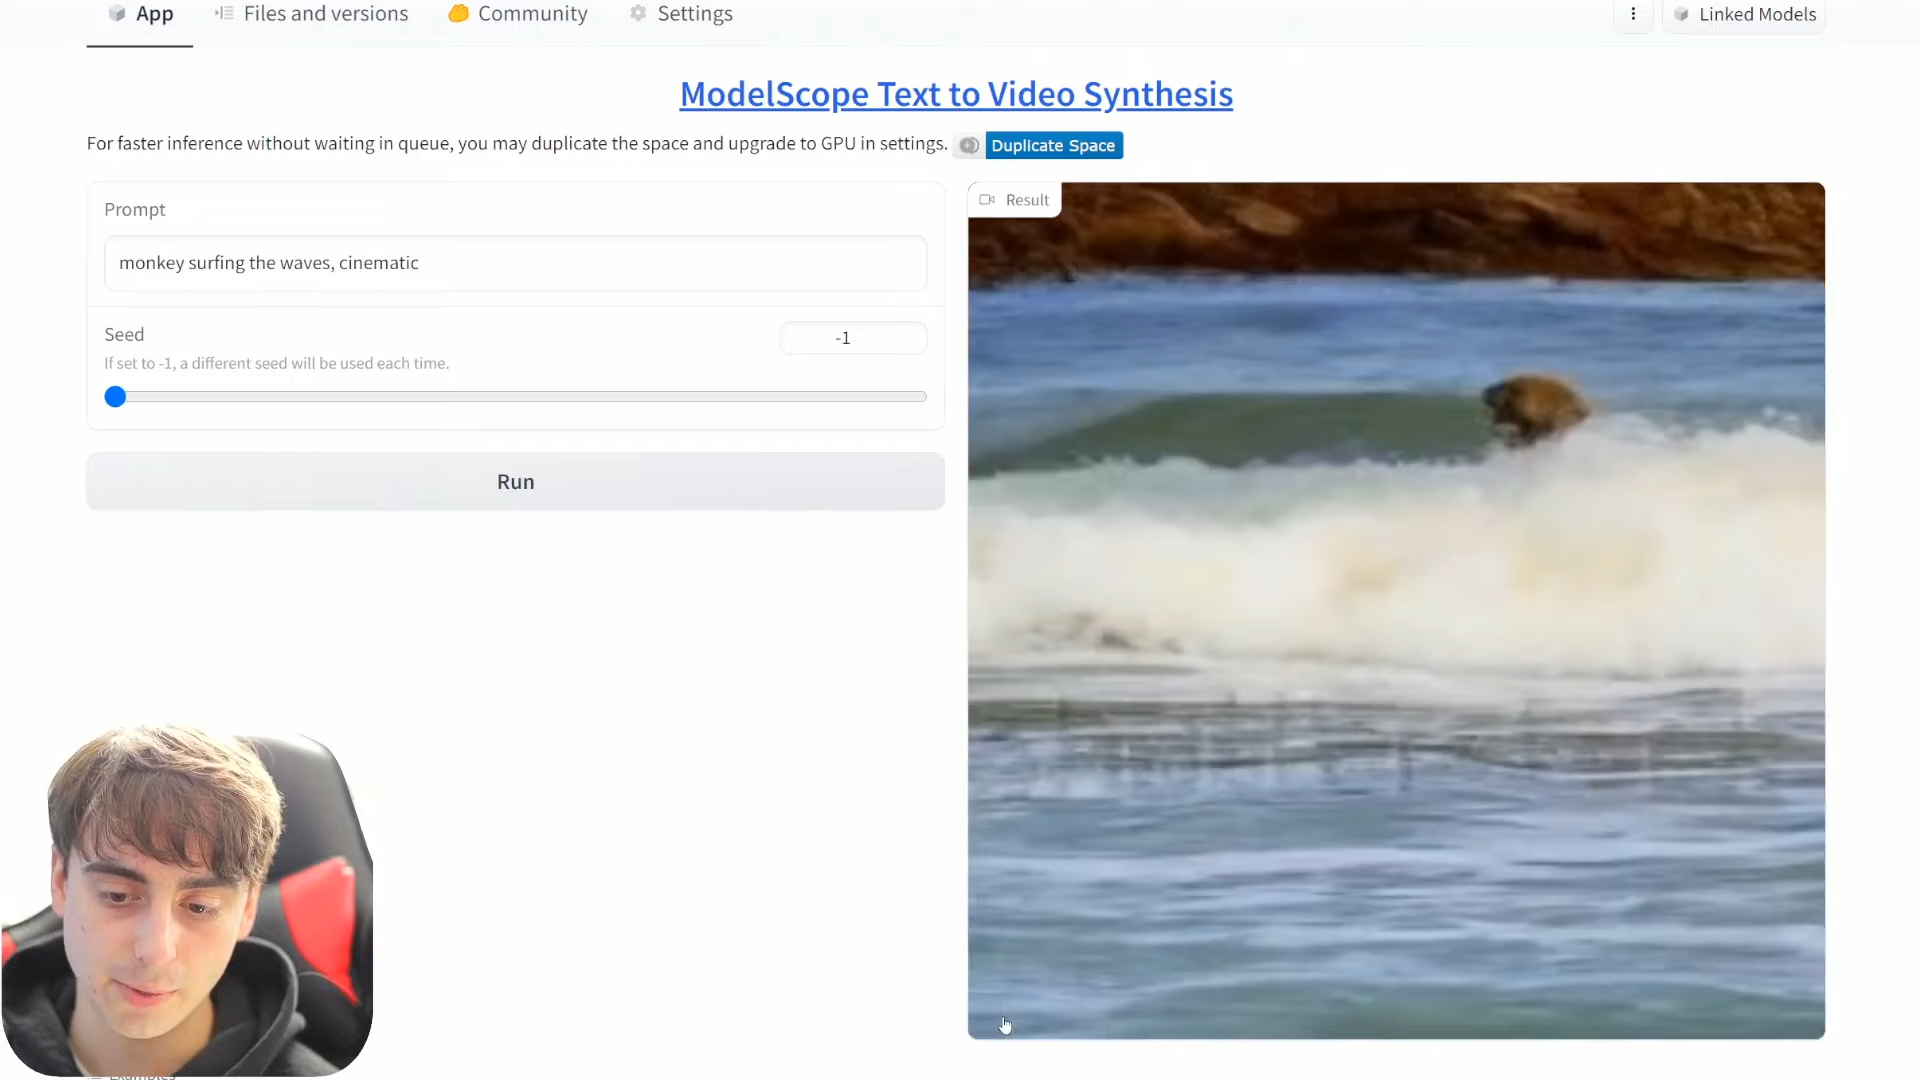 App
Files and versions
Community
Settings
Linked Models
ModelScope Text to Video Synthesis
For faster inference without waiting in queue, you may duplicate the space and upgrade to GPU in settings.
Duplicate Space
Prompt
monkey surfing the waves, cinematic
Seed
-1
If set to -1, a different seed will be used each time.
Run
Result
Examples